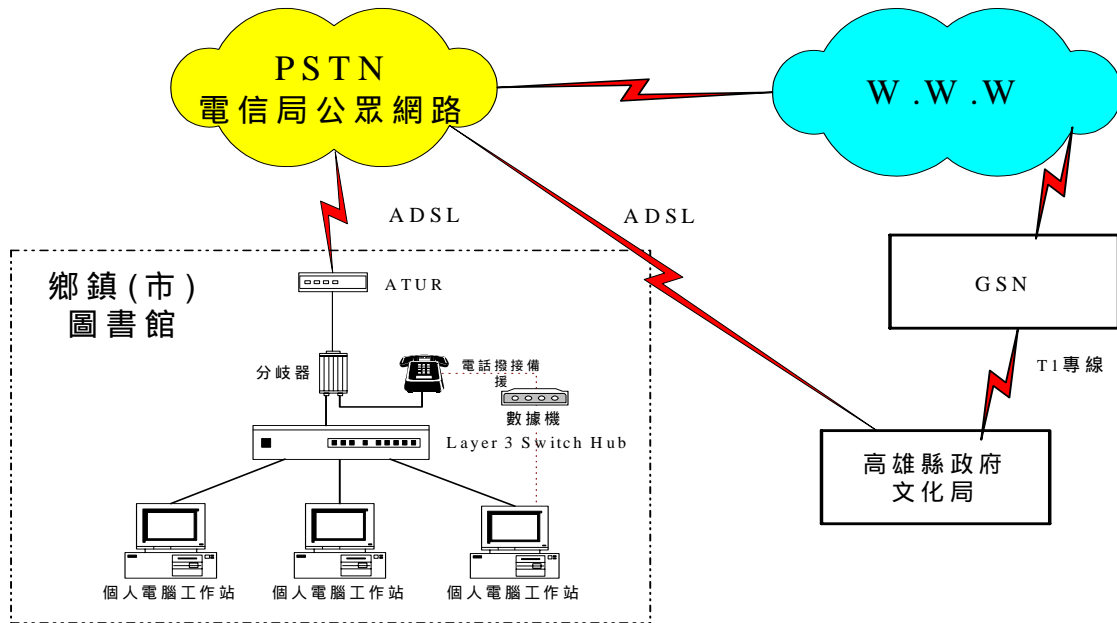 PSTN
電信局公眾網路
W.W.W
ADSL
ADSL
鄉鎮(市)
圖書館
ATUR
GSN
分岐器
電話撥接備
援
T1專線
數據機
Layer 3 Switch Hub
高雄縣政府
文化局
個人電腦工作站
個人電腦工作站
個人電腦工作站